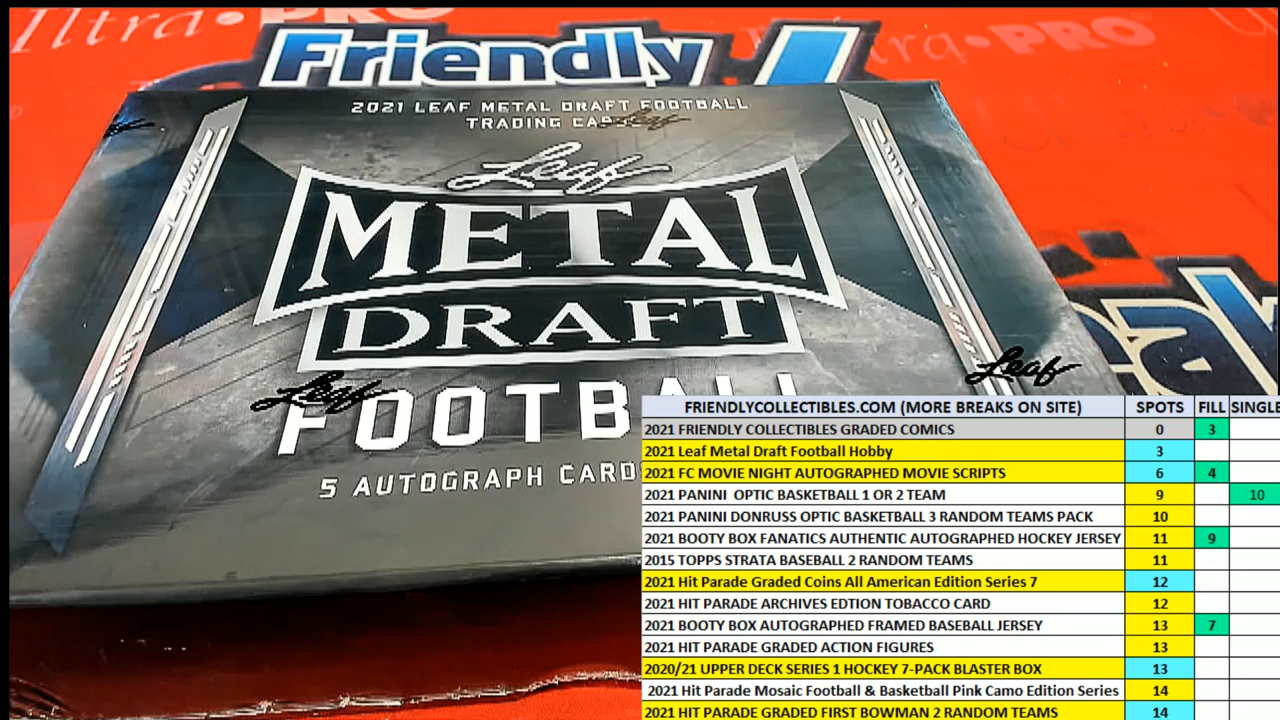 Ultra•PRO
Friendly
2021 LEAF METAL DRAFT FOOTBALL
TRADING CARDS
Leaf
METAL
DRAFT
Leaf
Leaf
FOOTB
5 AUTOGRAPH CARDS
FRIENDLYCOLLECTIBLES.COM (MORE BREAKS ON SITE) SPOTS FILL SINGLE
2021 FRIENDLY COLLECTIBLES GRADED COMICS 0 3
2021 Leaf Metal Draft Football Hobby 3
2021 FC MOVIE NIGHT AUTOGRAPHED MOVIE SCRIPTS 6 4
2021 PANINI OPTIC BASKETBALL 1 OR 2 TEAM 9 10
2021 PANINI DONRUSS OPTIC BASKETBALL 3 RANDOM TEAMS PACK 10
2021 BOOTY BOX FANATICS AUTHENTIC AUTOGRAPHED HOCKEY JERSEY 11 9
2015 TOPPS STRATA BASEBALL 2 RANDOM TEAMS 11
2021 Hit Parade Graded Coins All American Edition Series 7 12
2021 HIT PARADE ARCHIVES EDTION TOBACCO CARD 12
2021 BOOTY BOX AUTOGRAPHED FRAMED BASEBALL JERSEY 13 7
2021 HIT PARADE GRADED ACTION FIGURES 13
2020/21 UPPER DECK SERIES 1 HOCKEY 7-PACK BLASTER BOX 13
2021 Hit Parade Mosaic Football & Basketball Pink Camo Edition Series 14
2021 HIT PARADE GRADED FIRST BOWMAN 2 RANDOM TEAMS 14